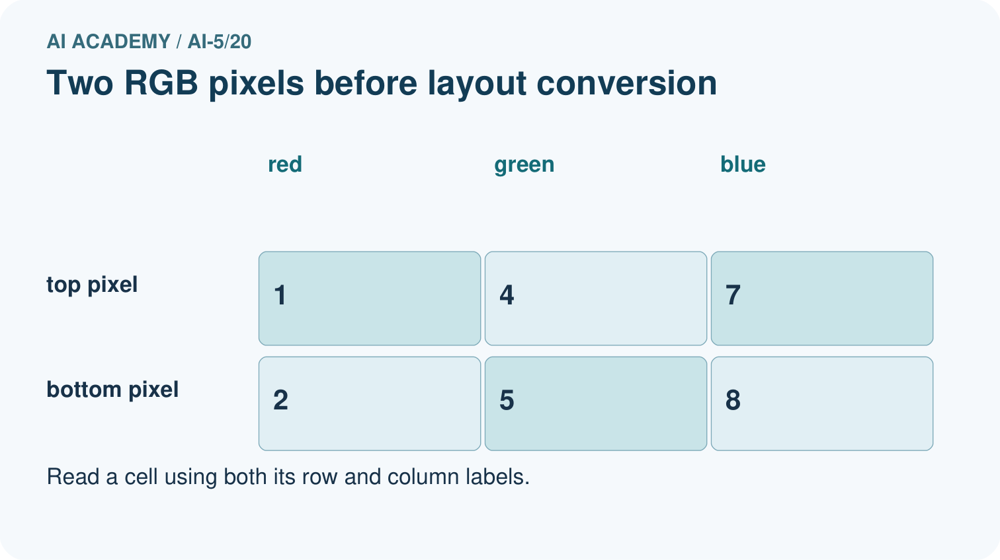 AI ACADEMY / AI-5/20
Two RGB pixels before layout conversion
red green blue
top pixel 1 4 7
bottom pixel 2 5 8
Read a cell using both its row and column labels.